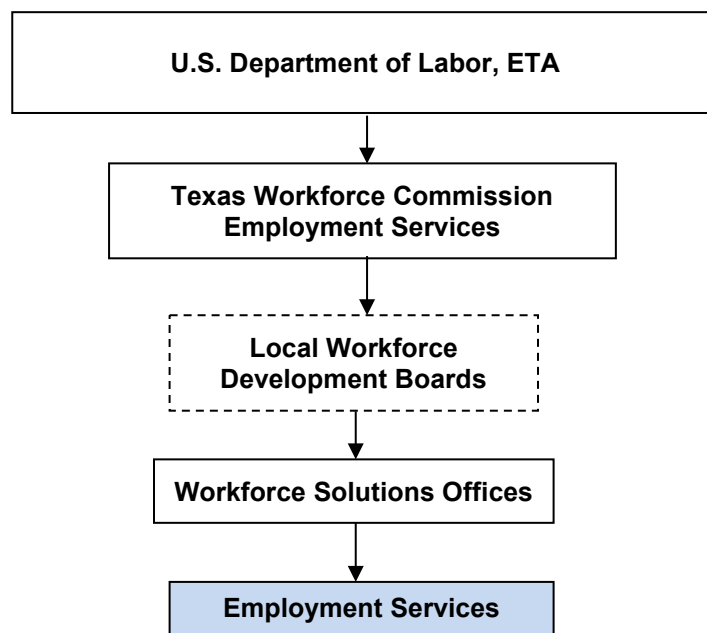 U.S. Department of Labor, ETA
Texas Workforce Commission
Employment Services
Local Workforce
Development Boards
Workforce Solutions Offices
Employment Services